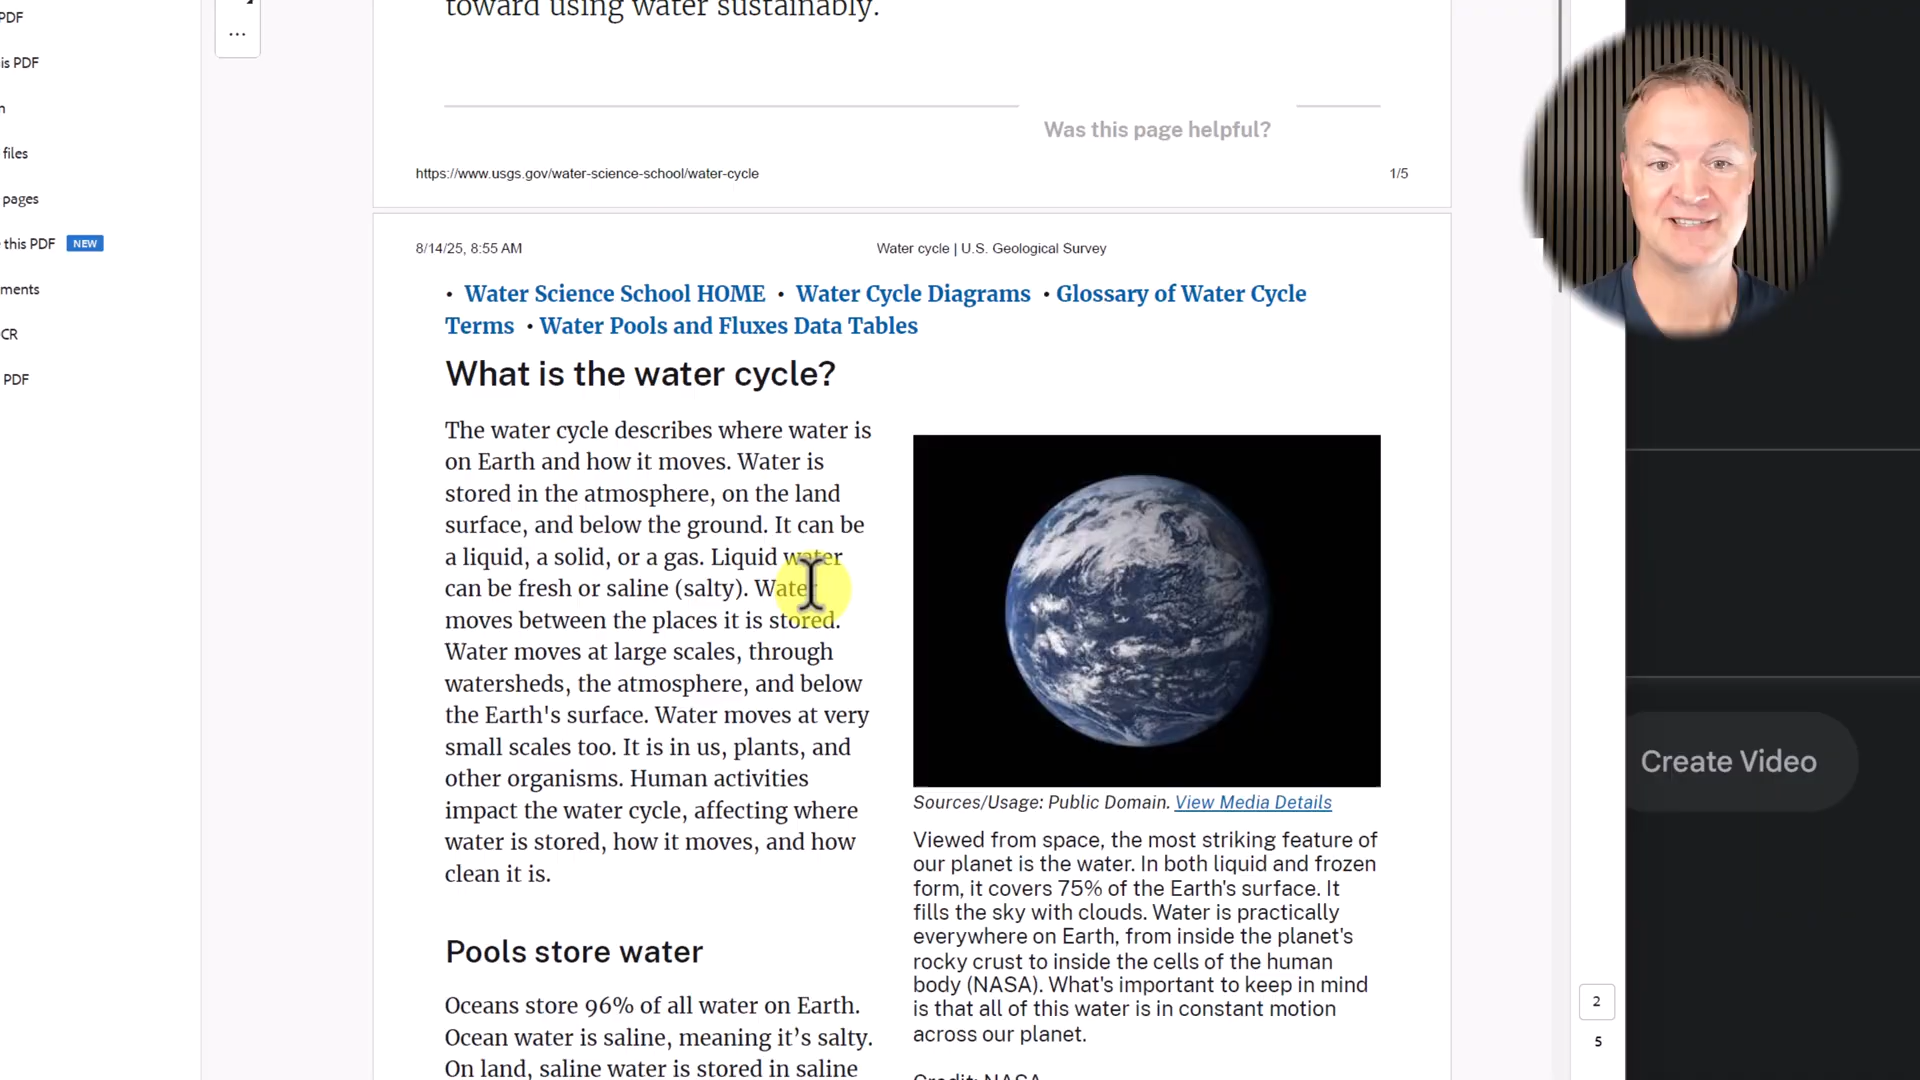 toward using water sustainably.
PDF
...
is PDF
n
files
pages
this PDF NEW
ments
CR
PDF
Was this page helpful?
https://www.usgs.gov/water-science-school/water-cycle 1/5
8/14/25, 8:55 AM Water cycle | U.S. Geological Survey
• Water Science School HOME • Water Cycle Diagrams • Glossary of Water Cycle
Terms • Water Pools and Fluxes Data Tables
What is the water cycle?
The water cycle describes where water is
on Earth and how it moves. Water is
stored in the atmosphere, on the land
surface, and below the ground. It can be
a liquid, a solid, or a gas. Liquid water
can be fresh or saline (salty). Water
moves between the places it is stored.
Water moves at large scales, through
watersheds, the atmosphere, and below
the Earth's surface. Water moves at very
small scales too. It is in us, plants, and
other organisms. Human activities
impact the water cycle, affecting where
water is stored, how it moves, and how
clean it is.
Pools store water
Oceans store 96% of all water on Earth.
Ocean water is saline, meaning it’s salty.
On land, saline water is stored in saline
Sources/Usage: Public Domain. View Media Details
Viewed from space, the most striking feature of
our planet is the water. In both liquid and frozen
form, it covers 75% of the Earth's surface. It
fills the sky with clouds. Water is practically
everywhere on Earth, from inside the planet's
rocky crust to inside the cells of the human
body (NASA). What's important to keep in mind
is that all of this water is in constant motion
across our planet.
Credit: NASA
Create Video
2
5